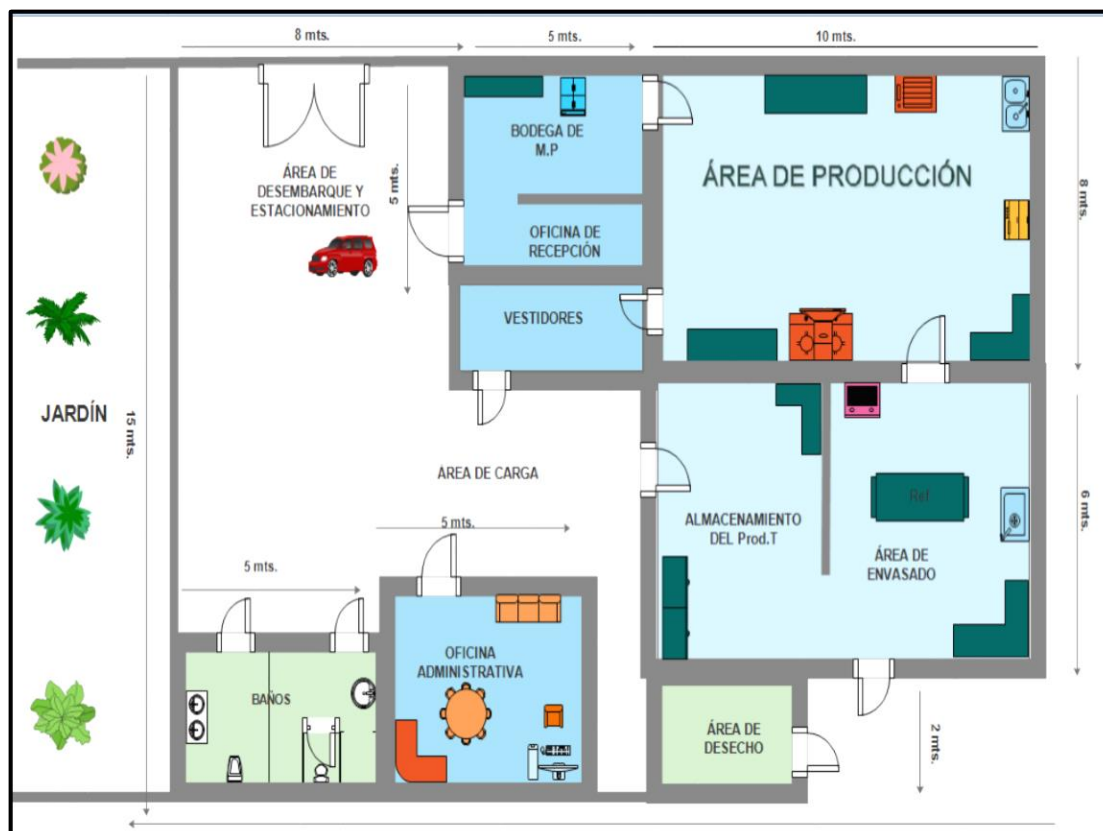 8 mts.
5 mts.
10 mts.
BODEGA DE
M.P
ÁREA DE PRODUCCIÓN
8 mts.
ÁREA DE
DESEMBARQUE Y
ESTACIONAMIENTO
5 mts.
OFICINA DE
RECEPCIÓN
VESTIDORES
JARDÍN
15 mts.
ÁREA DE CARGA
5 mts.
ALMACENAMIENTO
DEL Prod.T
Ref
ÁREA DE
ENVASADO
6 mts.
5 mts.
BAÑOS
OFICINA
ADMINISTRATIVA
ÁREA DE
DESECHO
2 mts.